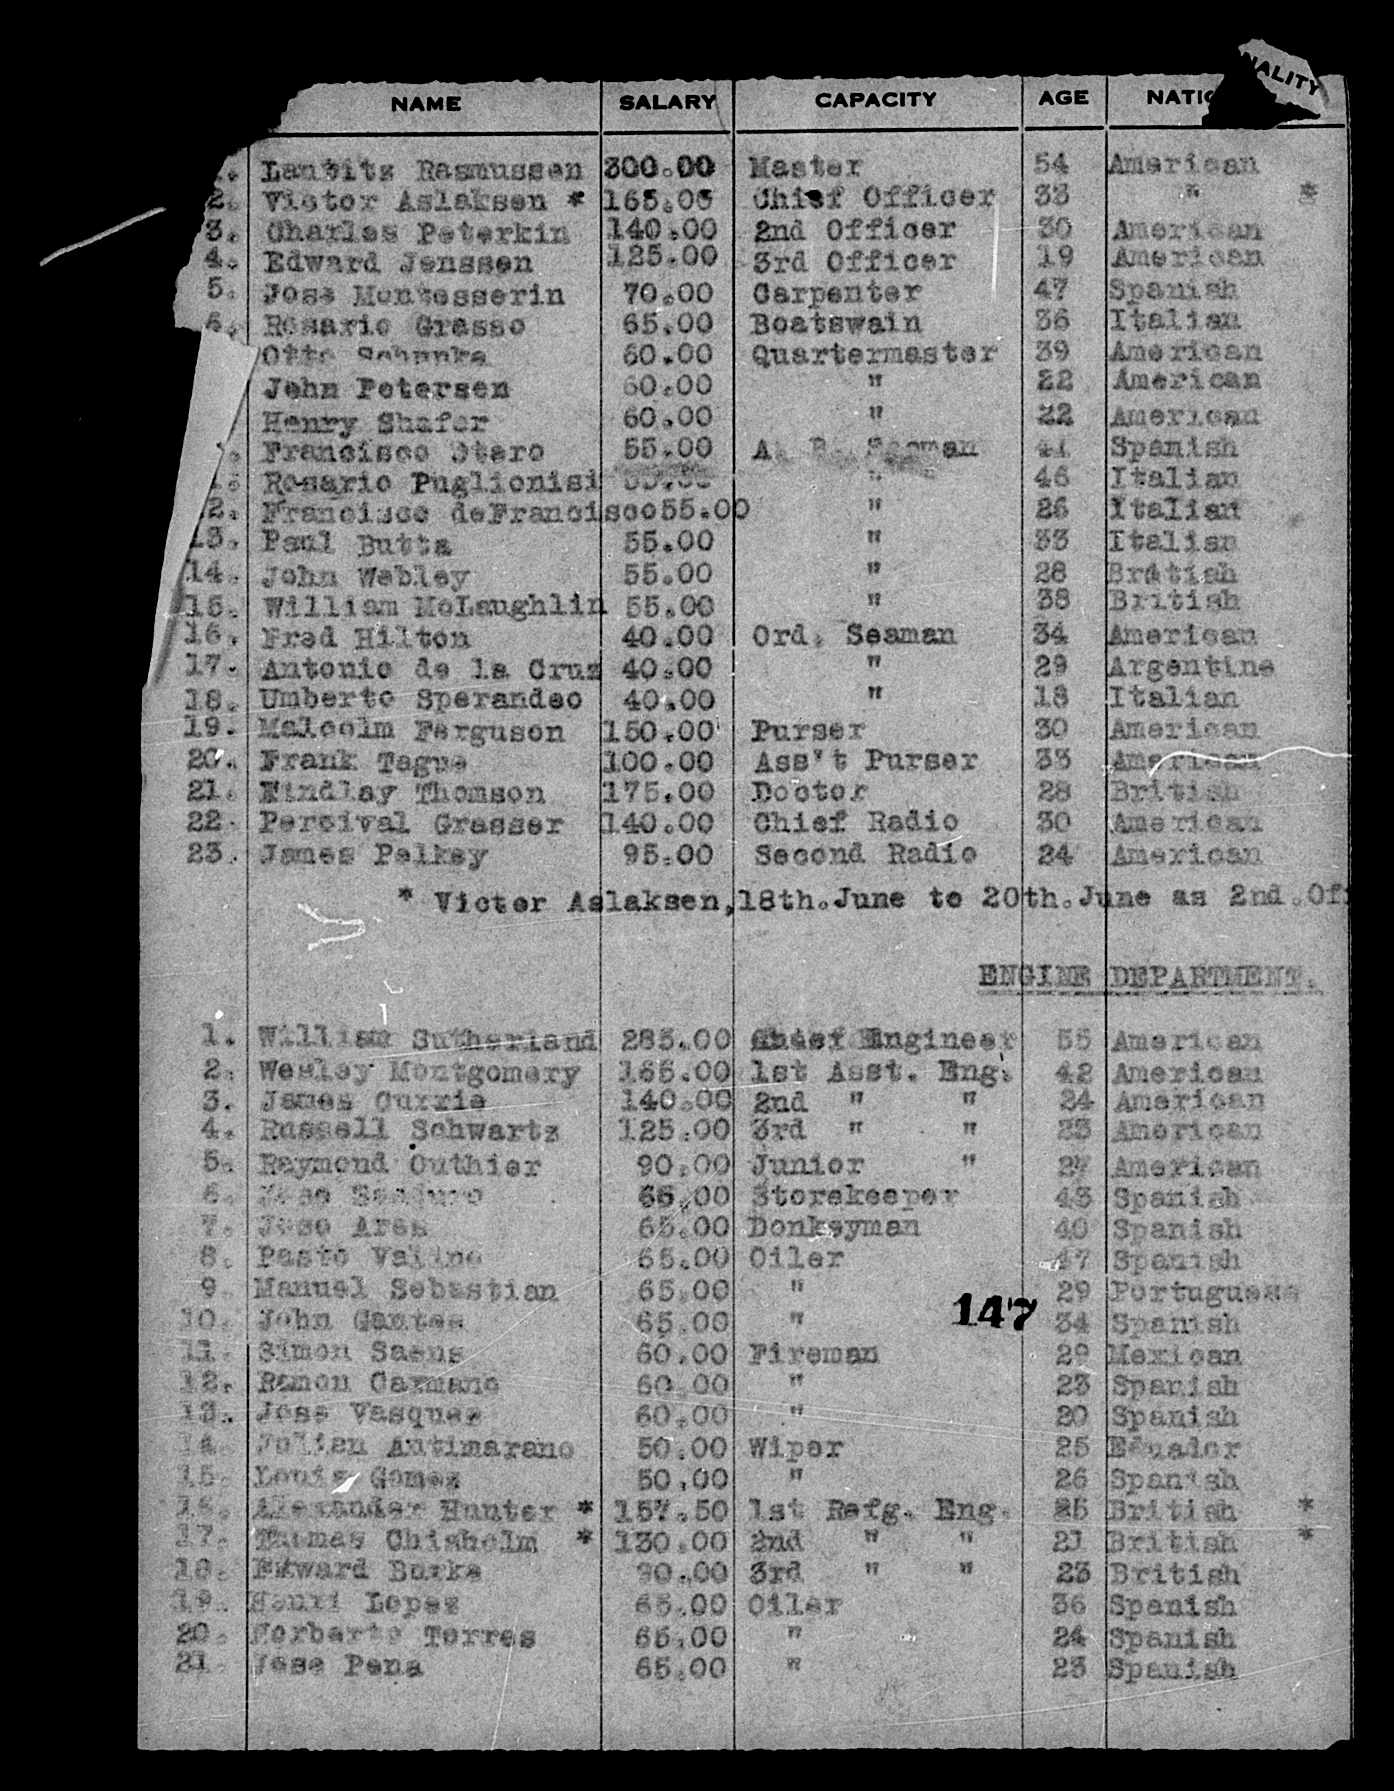 NAME SALARY CAPACITY AGE NATIONALITY
1. Lauritz Rasmussen 300.00 Master 54 American
2. Victor Aslaksen * 165.00 Chief Officer 33 " *
3. Charles Peterkin 140.00 2nd Officer 30 American
4. Edward Jenssen 125.00 3rd Officer 19 American
5. Jose Montesserin 70.00 Carpenter 47 Spanish
6. Rosario Grasso 65.00 Boatswain 36 Italian
Otto 60.00 Quartermaster 39 American
John Petersen 60.00 " 22 American
Henry Shafer 60.00 " 22 American
. Francisco Otero 55.00 A. B. Seaman 41 Spanish
1. Rosario Puglionisi 55.00 " 46 Italian
2. Francisco deFrancisco55.00 " 26 Italian
13. Paul Butta 55.00 " 33 Italian
14. John Webley 55.00 " 28 British
15. William McLaughlin 55.00 " 38 British
16. Fred Hilton 40.00 Ord. Seaman 34 American
17. Antonio de la Cruz 40.00 " 29 Argentine
18. Umberto Sperandeo 40.00 " 18 Italian
19. Malcolm Ferguson 150.00 Purser 30 American
20. Frank Tague 100.00 Ass't Purser 33 American
21. Findlay Thomson 175.00 Doctor 28 British
22. Percival Grasser 140.00 Chief Radio 30 American
23. James Pelkey 95.00 Second Radio 24 American
* Victor Aslaksen,18th.June to 20th.June as 2nd.Off
ENGINE DEPARTMENT.
1. William Sutherland 285.00 Chief Engineer 55 American
2. Wesley Montgomery 165.00 1st Asst. Eng. 42 American
3. James Currie 140.00 2nd " " 24 American
4. Russell Schwartz 125.00 3rd " " 23 American
5. Raymond Outhier 90.00 Junior " 27 American
6. Jose 65.00 Storekeeper 43 Spanish
7. Jose Ares 65.00 Donkeyman 40 Spanish
8. Pasto Valino 65.00 Oiler 47 Spanish
9. Manuel Sebastian 65.00 " 29 Portuguese
147
10. John Gantes 65.00 " 34 Spanish
11. Simon Saens 60.00 Fireman 29 Mexican
12. Ramon Caamano 60.00 " 23 Spanish
13. Jose Vasquez 60.00 " 20 Spanish
14. Julian Antimarano 50.00 Wiper 25 Ecuador
15. Louis Gomez 50.00 " 26 Spanish
16. Alexander Hunter * 157.50 1st Refg. Eng. 25 British *
17. Thomas Chisholm * 130.00 2nd " " 21 British *
18. Edward Burke 90.00 3rd " " 23 British
19. Henri Lopez 65.00 Oiler 36 Spanish
20. Norberto Torres 65.00 " 24 Spanish
21. Jose Pena 65.00 " 23 Spanish